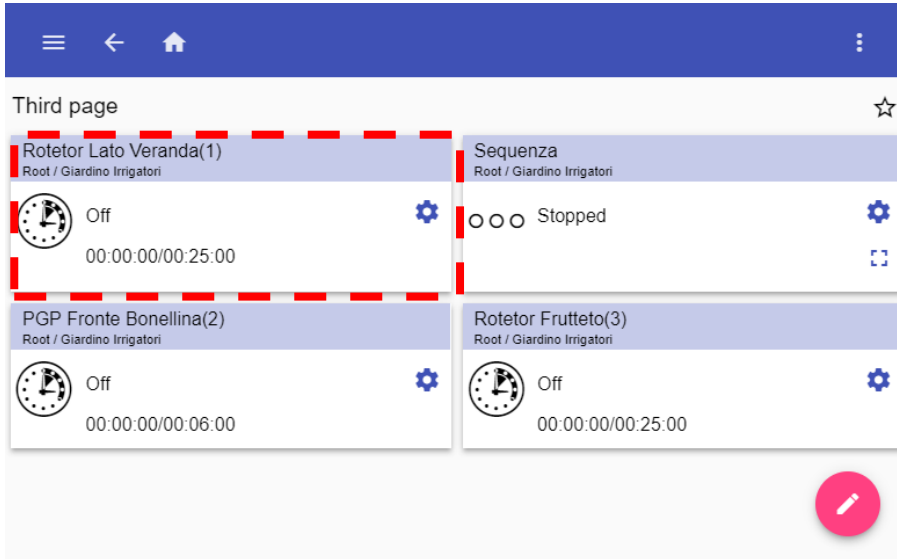 Third page
Rotetor Lato Veranda(1)
Root / Giardino Irrigatori
Off
00:00:00/00:25:00
Sequenza
Root / Giardino Irrigatori
Stopped
PGP Fronte Bonellina(2)
Root / Giardino Irrigatori
Off
00:00:00/00:06:00
Rotetor Frutteto(3)
Root / Giardino Irrigatori
Off
00:00:00/00:25:00